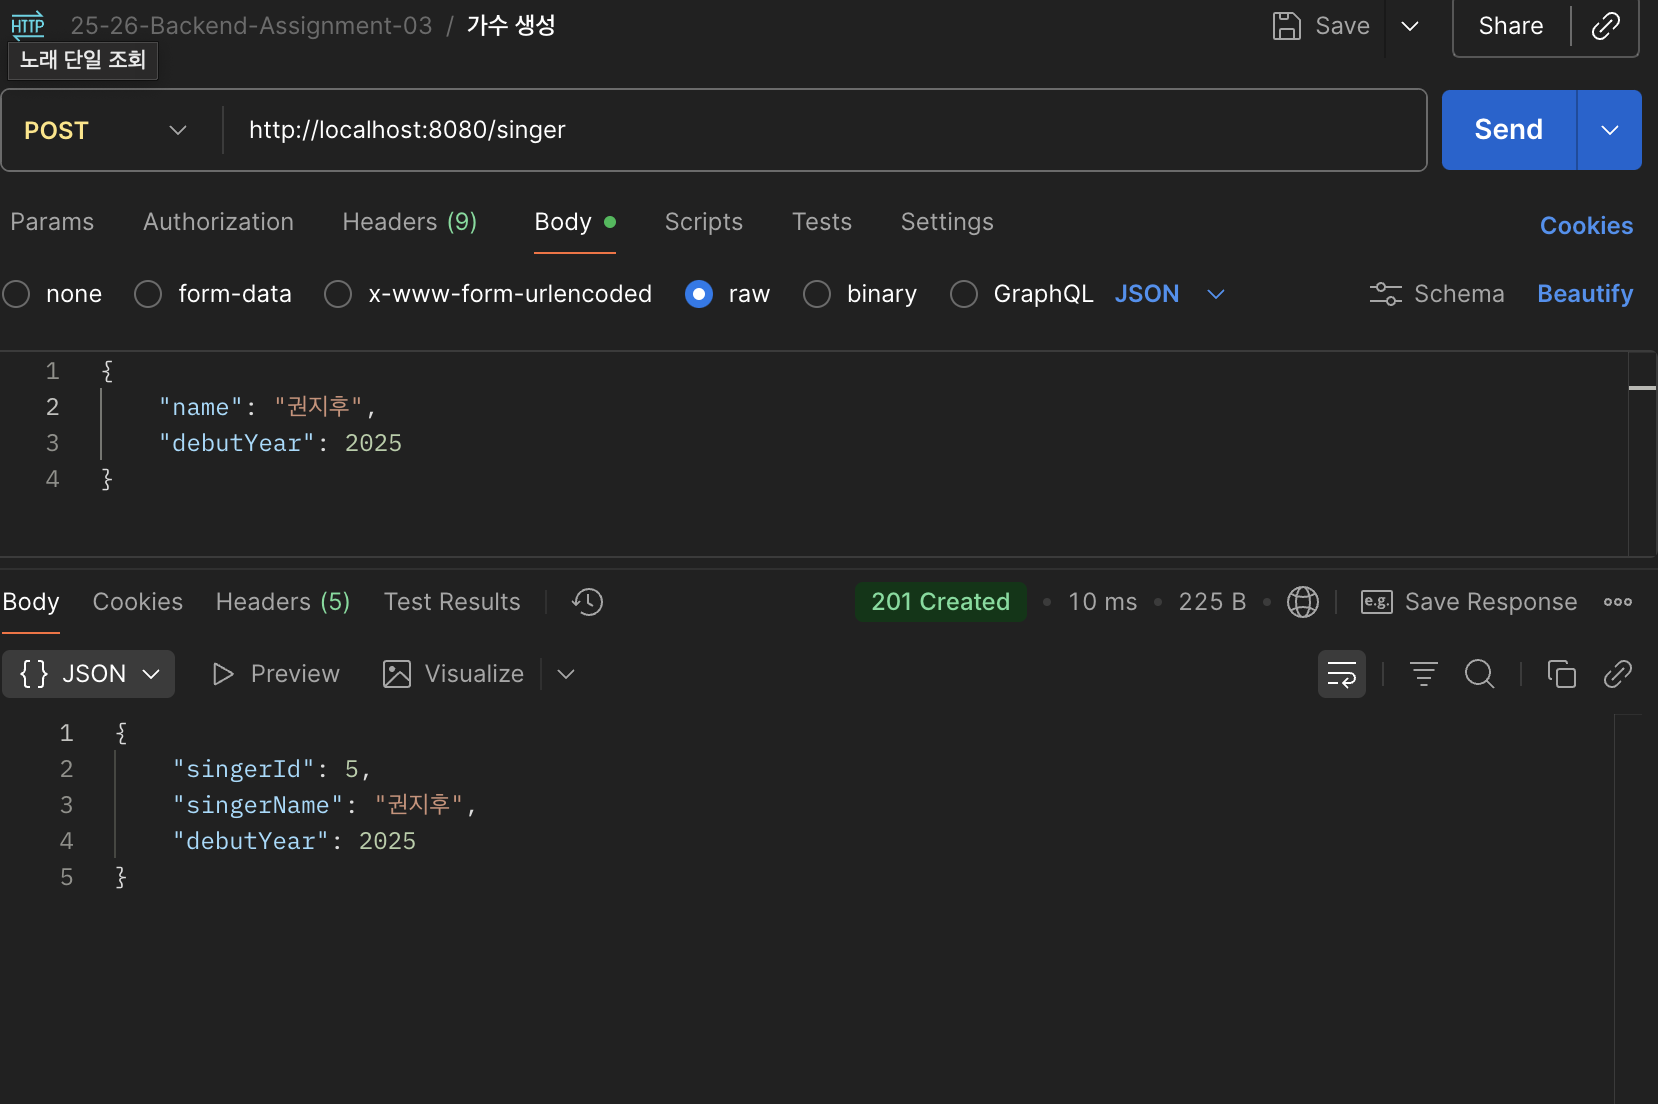 HTTP 25-26-Backend-Assignment-03 / 가수 생성 Save Share
노래 단일 조회
POST http://localhost:8080/singer Send
Params Authorization Headers (9) Body Scripts Tests Settings Cookies
none form-data x-www-form-urlencoded raw binary GraphQL JSON Schema Beautify
1 {
2 "name": "권지후",
3 "debutYear": 2025
4 }
Body Cookies Headers (5) Test Results 201 Created • 10 ms • 225 B • e.g. Save Response
{ } JSON Preview Visualize
1 {
2 "singerId": 5,
3 "singerName": "권지후",
4 "debutYear": 2025
5 }